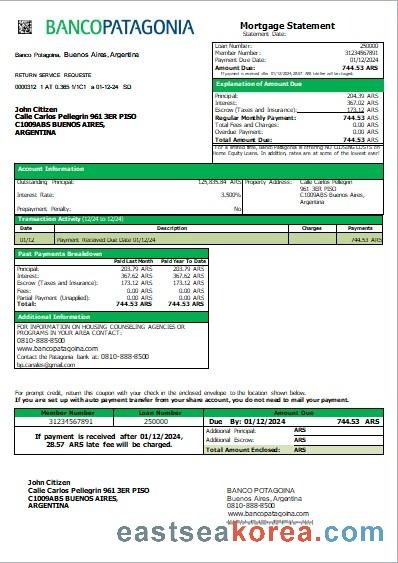 BANCOPATAGONIA
Mortgage Statement
Statement Date:
Banco Potagoina, Buenos Aires, Argentina
Loan Number: 250000
Member Number: 31234567891
Payment Due Date 01/12/2024
Amount Due: 744.53 ARS
If payment is received after 01/12/2024, 28.57 ARS late fee will be charged.
RETURN SERVICE REQUESTE
0000312 1 AT 0.365 1/1C1 a 01-12-24 SD
John Citizen
Calle Carlos Pellegrin 961 3ER PISO
C1009ABS BUENOS AIRES,
ARGENTINA
Explanation of Amount Due
Principal: 204.39 ARS
Interest: 367.02 ARS
Escrow (Taxes and Insurance): 173.12 ARS
Regular Monthly Payment: 744.53 ARS
Total Fees and Charges: 0.00 ARS
Overdue Payment: 0.00 ARS
Total Amount Due: 744.53 ARS
For a limited time, Banc Patagonia is offering NO CLOSING COSTS on
Home Equity Loans. In addition, rates are at some of the lowest ever!
Account Information
Outstanding Principal: 125,835.84 ARS
Interest Rate: 3.500%
Prepayment Penalty: No
Property Address: Calle Carlos Pellegrin
961 3ER PISO
C1009ABS Buenos Aires,
Argentina
Transaction Activity (12/24 to 12/24)
Date Description Charges Payments
01/12 Payment Received Due Date 01/12/24 744.53 ARS
Past Payments Breakdown
Paid Last Month Paid Year To Date
Principal: 203.79 ARS 203.79 ARS
Interest: 367.62 ARS 367.62 ARS
Escrow (Taxes and Insurance): 173.12 ARS 173.12 ARS
Fees: 0.00 ARS 0.00 ARS
Partial Payment (Unapplied): 0.00 ARS 0.00 ARS
Total: 744.53 ARS 744.53 ARS
Additional Information
FOR INFORMATION ON HOUSING COUNSELING AGENCIES OR
PROGRAMS IN YOUR AREA CONTACT:
0810-888-8500
www.bancopatagoina.com
Contact the Patagonia bank at: 0810-888-8500
bp.canales@gmail.com
For prompt credit, return this coupon with your check in the enclosed envelope to the location shown below.
If you are set up with auto payment transfer from your share account, you do not need to mail your payment.
Member Number Loan Number Amount Due
31234567891 250000 Due By: 01/12/2024 744.53 ARS
If payment is received after 01/12/2024,
28.57 ARS late fee will be charged.
Additional Principal: ARS
Additional Escrow: ARS
Total Amount Enclosed: ARS
John Citizen
Calle Carlos Pellegrin 961 3ER PISO
C1009ABS BUENOS AIRES,
ARGENTINA
BANCO POTAGOINA
Buenos Aires, Argentina
0810-888-8500
www.bancopatagoina.com
eastseakorea.com